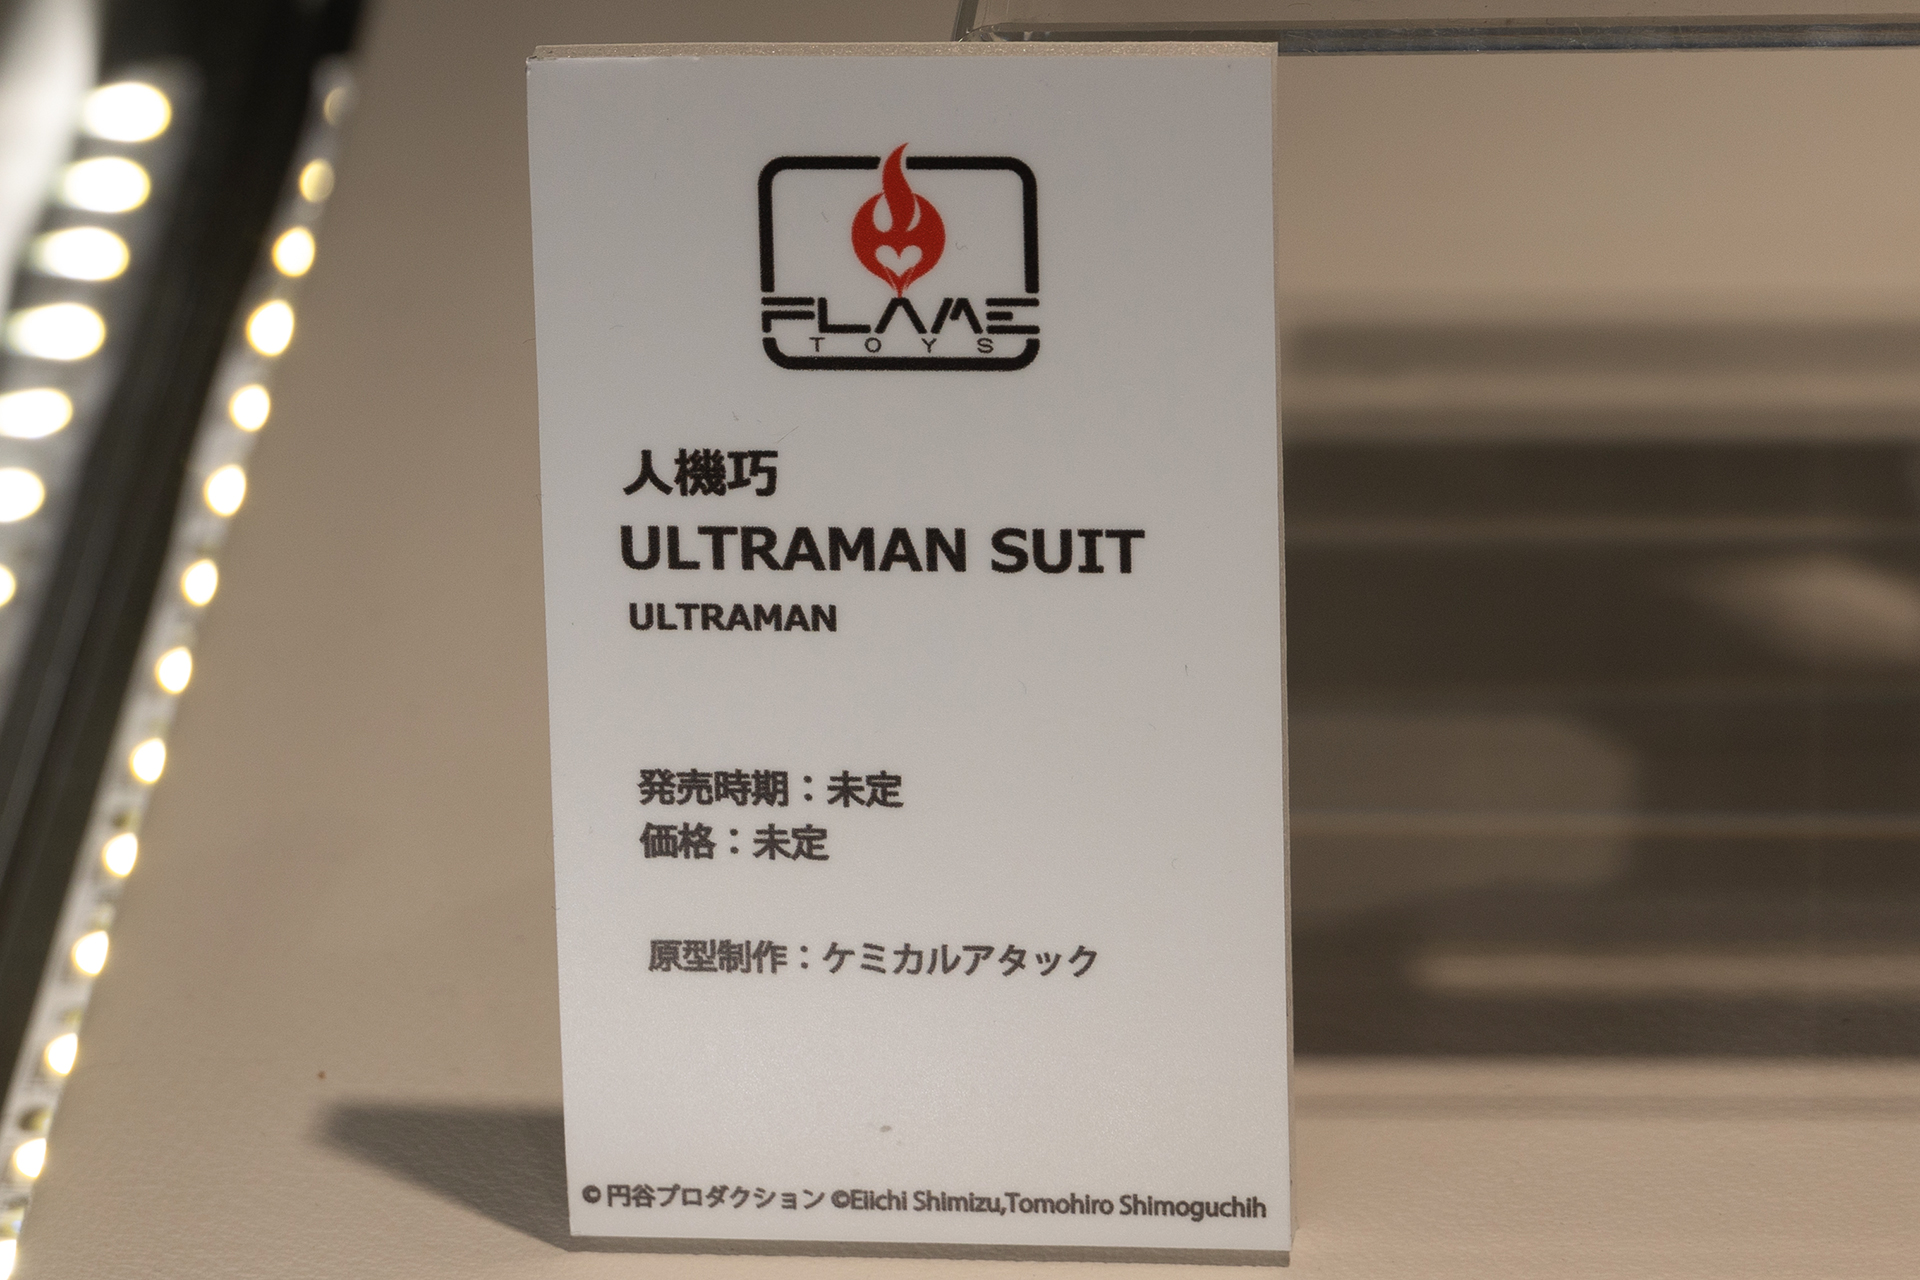 FLAME
TOYS
人機巧
ULTRAMAN SUIT
ULTRAMAN
発売時期：未定
価格：未定
原型制作：ケミカルアタック
© 円谷プロダクション ©Eiichi Shimizu,Tomohiro Shimoguchih